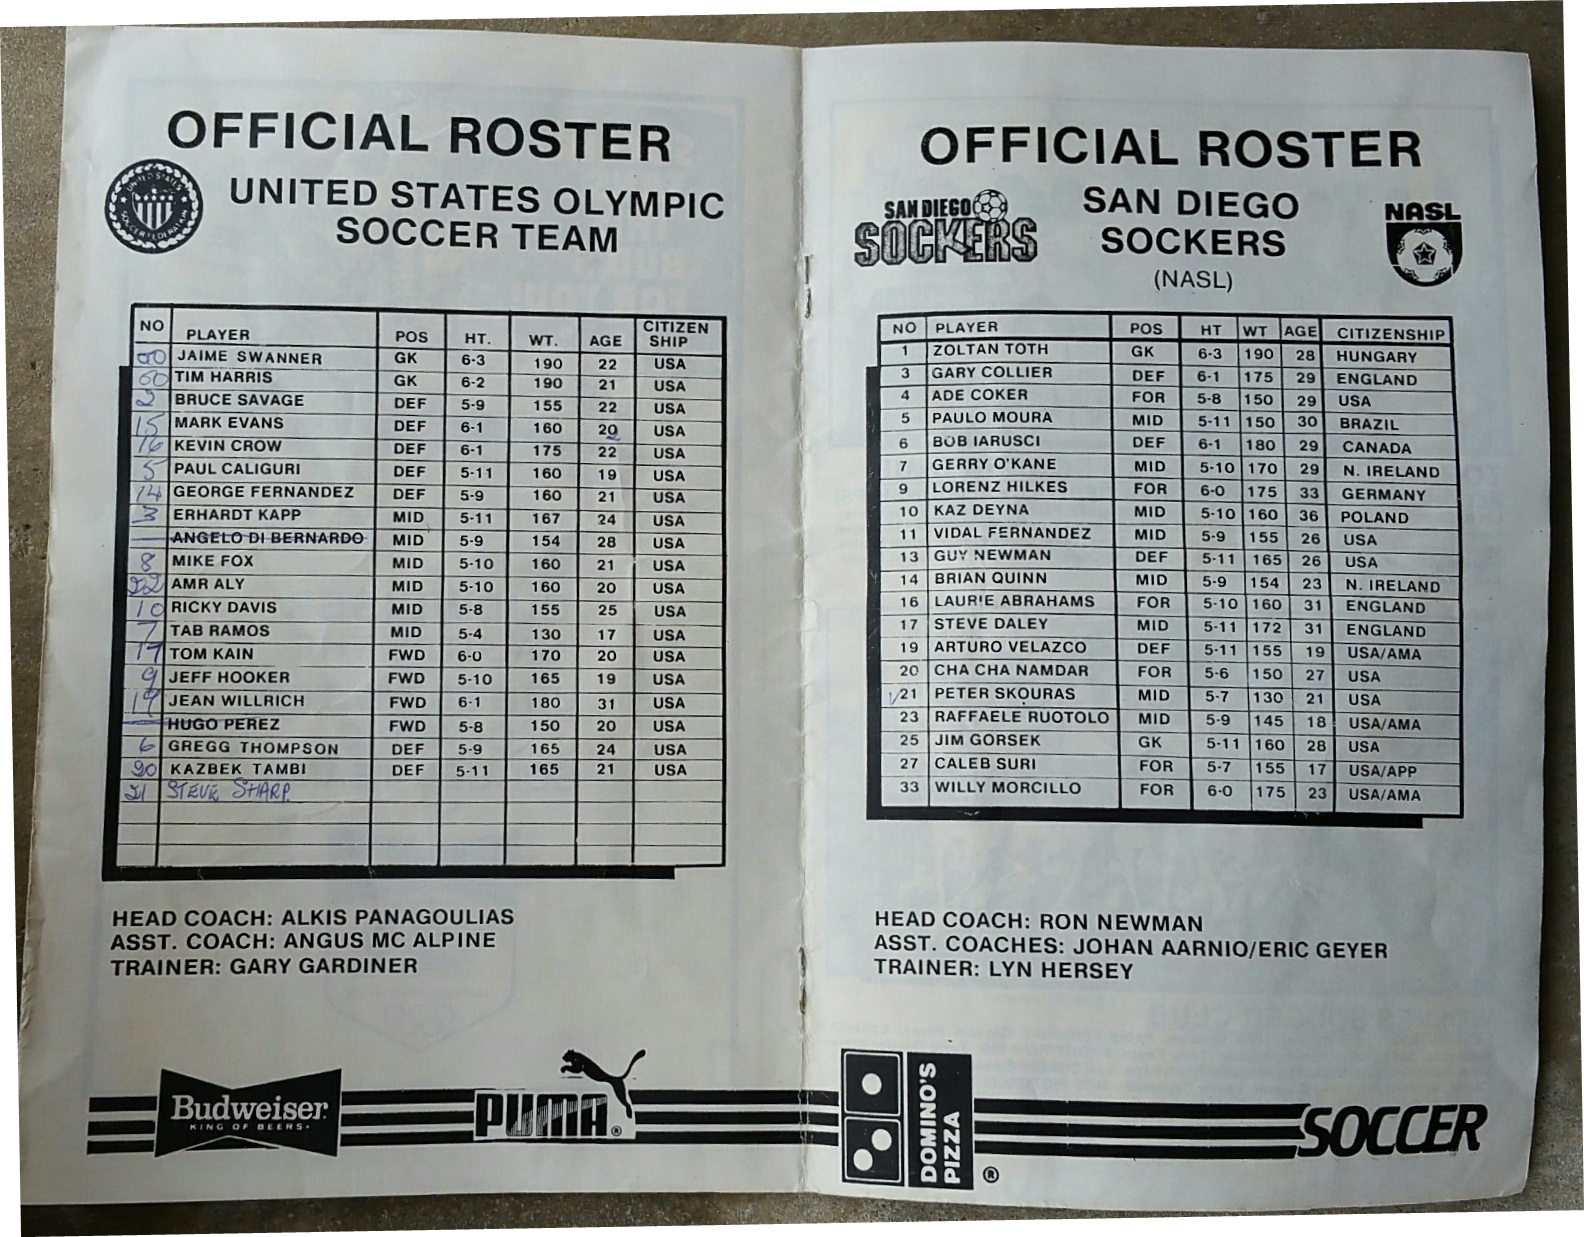 OFFICIAL ROSTER
UNITED STATES OLYMPIC
SOCCER TEAM
NO PLAYER POS HT. WT. AGE CITIZEN SHIP
00 JAIME SWANNER GK 6-3 190 22 USA
TIM HARRIS GK 6-2 190 21 USA
2 BRUCE SAVAGE DEF 5-9 155 22 USA
15 MARK EVANS DEF 6-1 160 20 USA
16 KEVIN CROW DEF 6-1 175 22 USA
5 PAUL CALIGURI DEF 5-11 160 19 USA
14 GEORGE FERNANDEZ DEF 5-9 160 21 USA
3 ERHARDT KAPP MID 5-11 167 24 USA
ANGELO DI BERNARDO MID 5-9 154 28 USA
8 MIKE FOX MID 5-10 160 21 USA
22 AMR ALY MID 5-10 160 20 USA
10 RICKY DAVIS MID 5-8 155 25 USA
7 TAB RAMOS MID 5-4 130 17 USA
17 TOM KAIN FWD 6-0 170 20 USA
9 JEFF HOOKER FWD 5-10 165 19 USA
19 JEAN WILLRICH FWD 6-1 180 31 USA
HUGO PEREZ FWD 5-8 150 20 USA
6 GREGG THOMPSON DEF 5-9 165 24 USA
20 KAZBEK TAMBI DEF 5-11 165 21 USA
21 STEVE SHARP
HEAD COACH: ALKIS PANAGOULIAS
ASST. COACH: ANGUS MC ALPINE
TRAINER: GARY GARDINER
Budweiser
KING OF BEERS
PUMA®
OFFICIAL ROSTER
SAN DIEGO
SOCKERS
SAN DIEGO
SOCKERS
(NASL)
NASL
NO PLAYER POS HT WT AGE CITIZENSHIP
1 ZOLTAN TOTH GK 6-3 190 28 HUNGARY
3 GARY COLLIER DEF 6-1 175 29 ENGLAND
4 ADE COKER FOR 5-8 150 29 USA
5 PAULO MOURA MID 5-11 150 30 BRAZIL
6 BOB IARUSCI DEF 6-1 180 29 CANADA
7 GERRY O'KANE MID 5-10 170 29 N. IRELAND
9 LORENZ HILKES FOR 6-0 175 33 GERMANY
10 KAZ DEYNA MID 5-10 160 36 POLAND
11 VIDAL FERNANDEZ MID 5-9 155 26 USA
13 GUY NEWMAN DEF 5-11 165 26 USA
14 BRIAN QUINN MID 5-9 154 23 N. IRELAND
16 LAURIE ABRAHAMS FOR 5-10 160 31 ENGLAND
17 STEVE DALEY MID 5-11 172 31 ENGLAND
19 ARTURO VELAZCO DEF 5-11 155 19 USA/AMA
20 CHA CHA NAMDAR FOR 5-6 150 27 USA
21 PETER SKOURAS MID 5-7 130 21 USA
23 RAFFAELE RUOTOLO MID 5-9 145 18 USA/AMA
25 JIM GORSEK GK 5-11 160 28 USA
27 CALEB SURI FOR 5-7 155 17 USA/APP
33 WILLY MORCILLO FOR 6-0 175 23 USA/AMA
HEAD COACH: RON NEWMAN
ASST. COACHES: JOHAN AARNIO/ERIC GEYER
TRAINER: LYN HERSEY
DOMINO'S
PIZZA
®
SOCCER